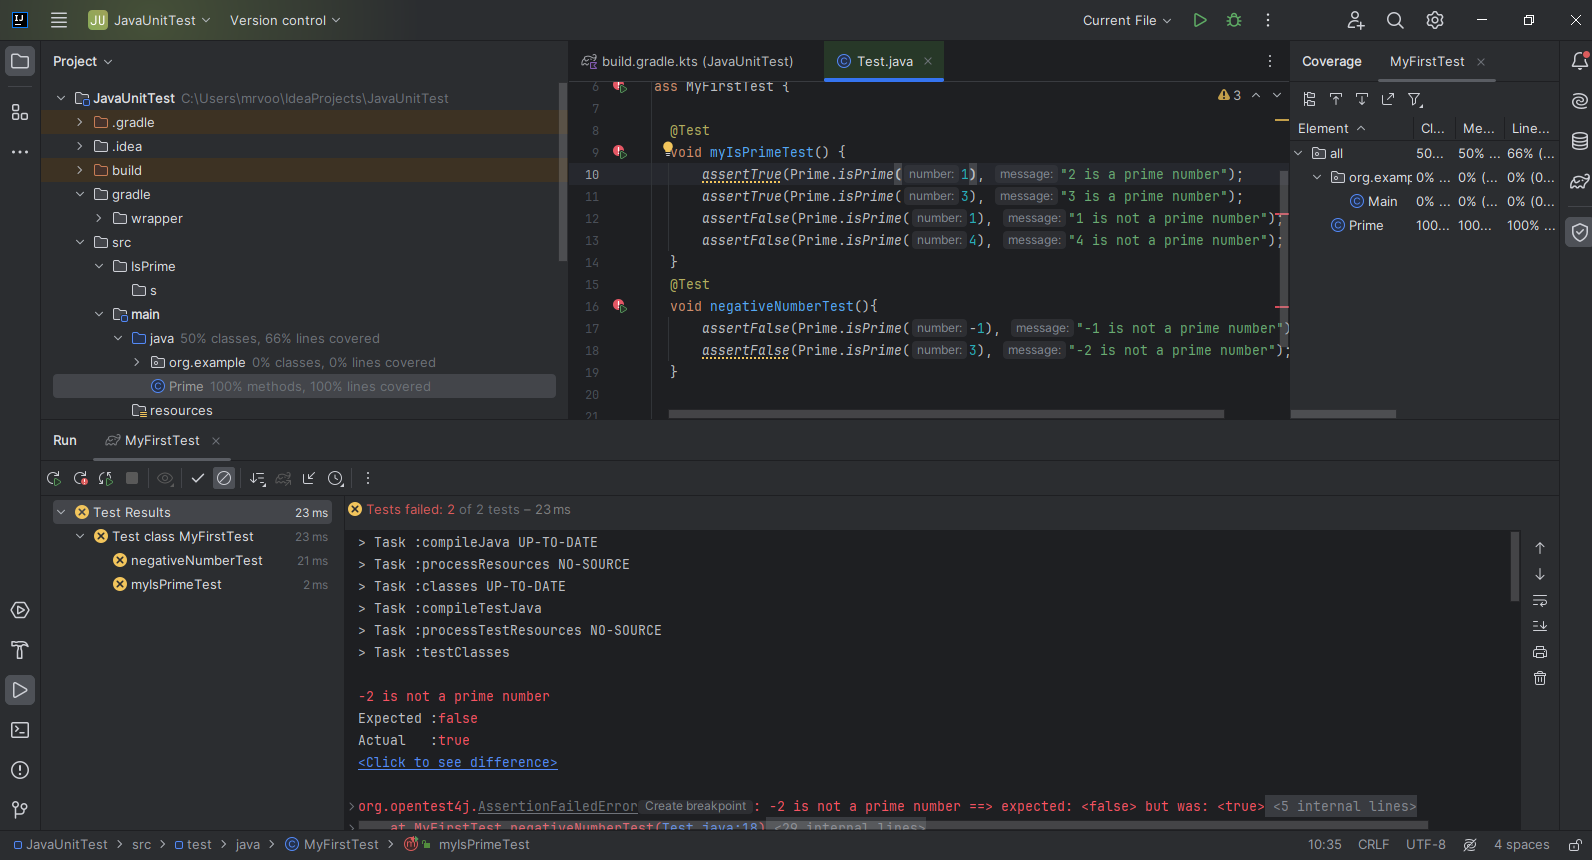 JU JavaUnitTest Version control Current File
Project
JavaUnitTest C:\Users\mrvoo\IdeaProjects\JavaUnitTest
.gradle
.idea
build
gradle
wrapper
src
IsPrime
s
main
java 50% classes, 66% lines covered
org.example 0% classes, 0% lines covered
Prime 100% methods, 100% lines covered
resources
build.gradle.kts (JavaUnitTest) Test.java
6 ass MyFirstTest {
3
7
8 @Test
9 void myIsPrimeTest() {
10 assertTrue(Prime.isPrime( number: 1), message: "2 is a prime number");
11 assertTrue(Prime.isPrime( number: 3), message: "3 is a prime number");
12 assertFalse(Prime.isPrime( number: 1), message: "1 is not a prime number");
13 assertFalse(Prime.isPrime( number: 4), message: "4 is not a prime number");
14 }
15 @Test
16 void negativeNumberTest(){
17 assertFalse(Prime.isPrime( number: -1), message: "-1 is not a prime number")
18 assertFalse(Prime.isPrime( number: 3), message: "-2 is not a prime number");
19 }
20
21
Coverage MyFirstTest
Element Cl... Me... Line...
all 50... 50% ... 66% (...
org.examp 0% ... 0% (... 0% (0...
Main 0% ... 0% (... 0% (0...
Prime 100... 100... 100% ...
Run MyFirstTest
Test Results 23 ms
Test class MyFirstTest 23 ms
negativeNumberTest 21 ms
myIsPrimeTest 2 ms
Tests failed: 2 of 2 tests – 23 ms
> Task :compileJava UP-TO-DATE
> Task :processResources NO-SOURCE
> Task :classes UP-TO-DATE
> Task :compileTestJava
> Task :processTestResources NO-SOURCE
> Task :testClasses
-2 is not a prime number
Expected :false
Actual :true
<Click to see difference>
org.opentest4j.AssertionFailedError Create breakpoint : -2 is not a prime number ==> expected: <false> but was: <true> <5 internal lines>
at MyFirstTest.negativeNumberTest(Test.java:18) <29 internal lines>
JavaUnitTest > src > test > java > MyFirstTest > myIsPrimeTest
10:35 CRLF UTF-8 4 spaces